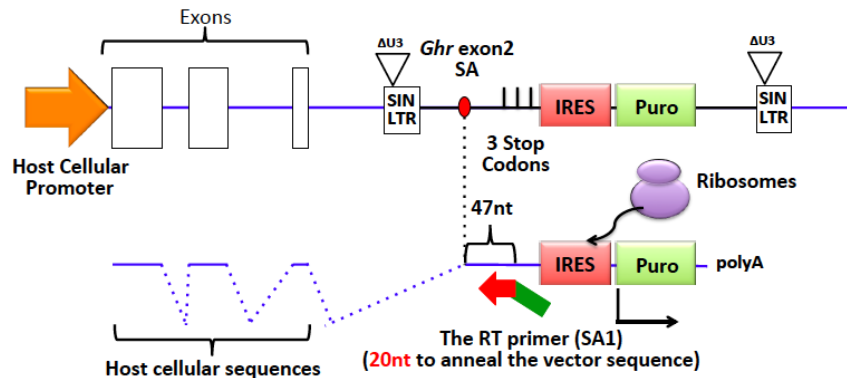 Exons
ΔU3
Ghr exon2
SA
ΔU3
SIN
LTR
IRES
Puro
SIN
LTR
Host Cellular
Promoter
3 Stop
Codons
Ribosomes
47nt
IRES
Puro
polyA
The RT primer (SA1)
(20nt to anneal the vector sequence)
Host cellular sequences